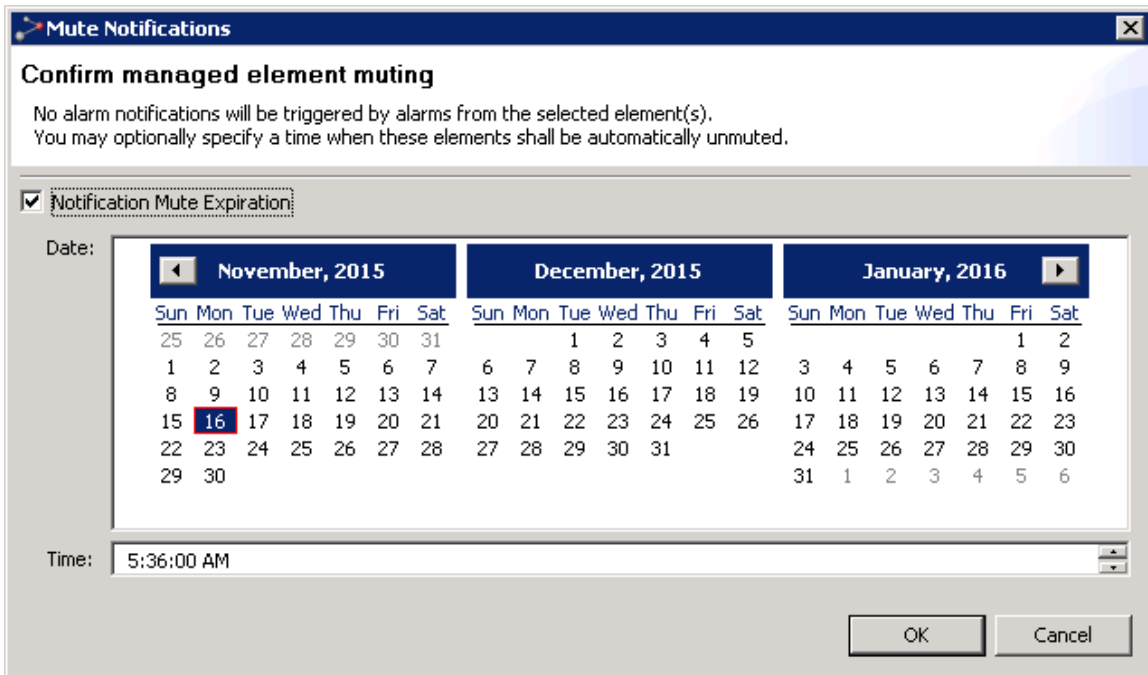 Mute Notifications
Confirm managed element muting
No alarm notifications will be triggered by alarms from the selected element(s).
You may optionally specify a time when these elements shall be automatically unmuted.
Notification Mute Expiration
Date:
November, 2015 December, 2015 January, 2016
Sun Mon Tue Wed Thu Fri Sat Sun Mon Tue Wed Thu Fri Sat Sun Mon Tue Wed Thu Fri Sat
25 26 27 28 29 30 31 1 2 3 4 5 1 2
1 2 3 4 5 6 7 6 7 8 9 10 11 12 3 4 5 6 7 8 9
8 9 10 11 12 13 14 13 14 15 16 17 18 19 10 11 12 13 14 15 16
15 16 17 18 19 20 21 20 21 22 23 24 25 26 17 18 19 20 21 22 23
22 23 24 25 26 27 28 27 28 29 30 31 24 25 26 27 28 29 30
29 30 31 1 2 3 4 5 6
Time: 5:36:00 AM
OK Cancel